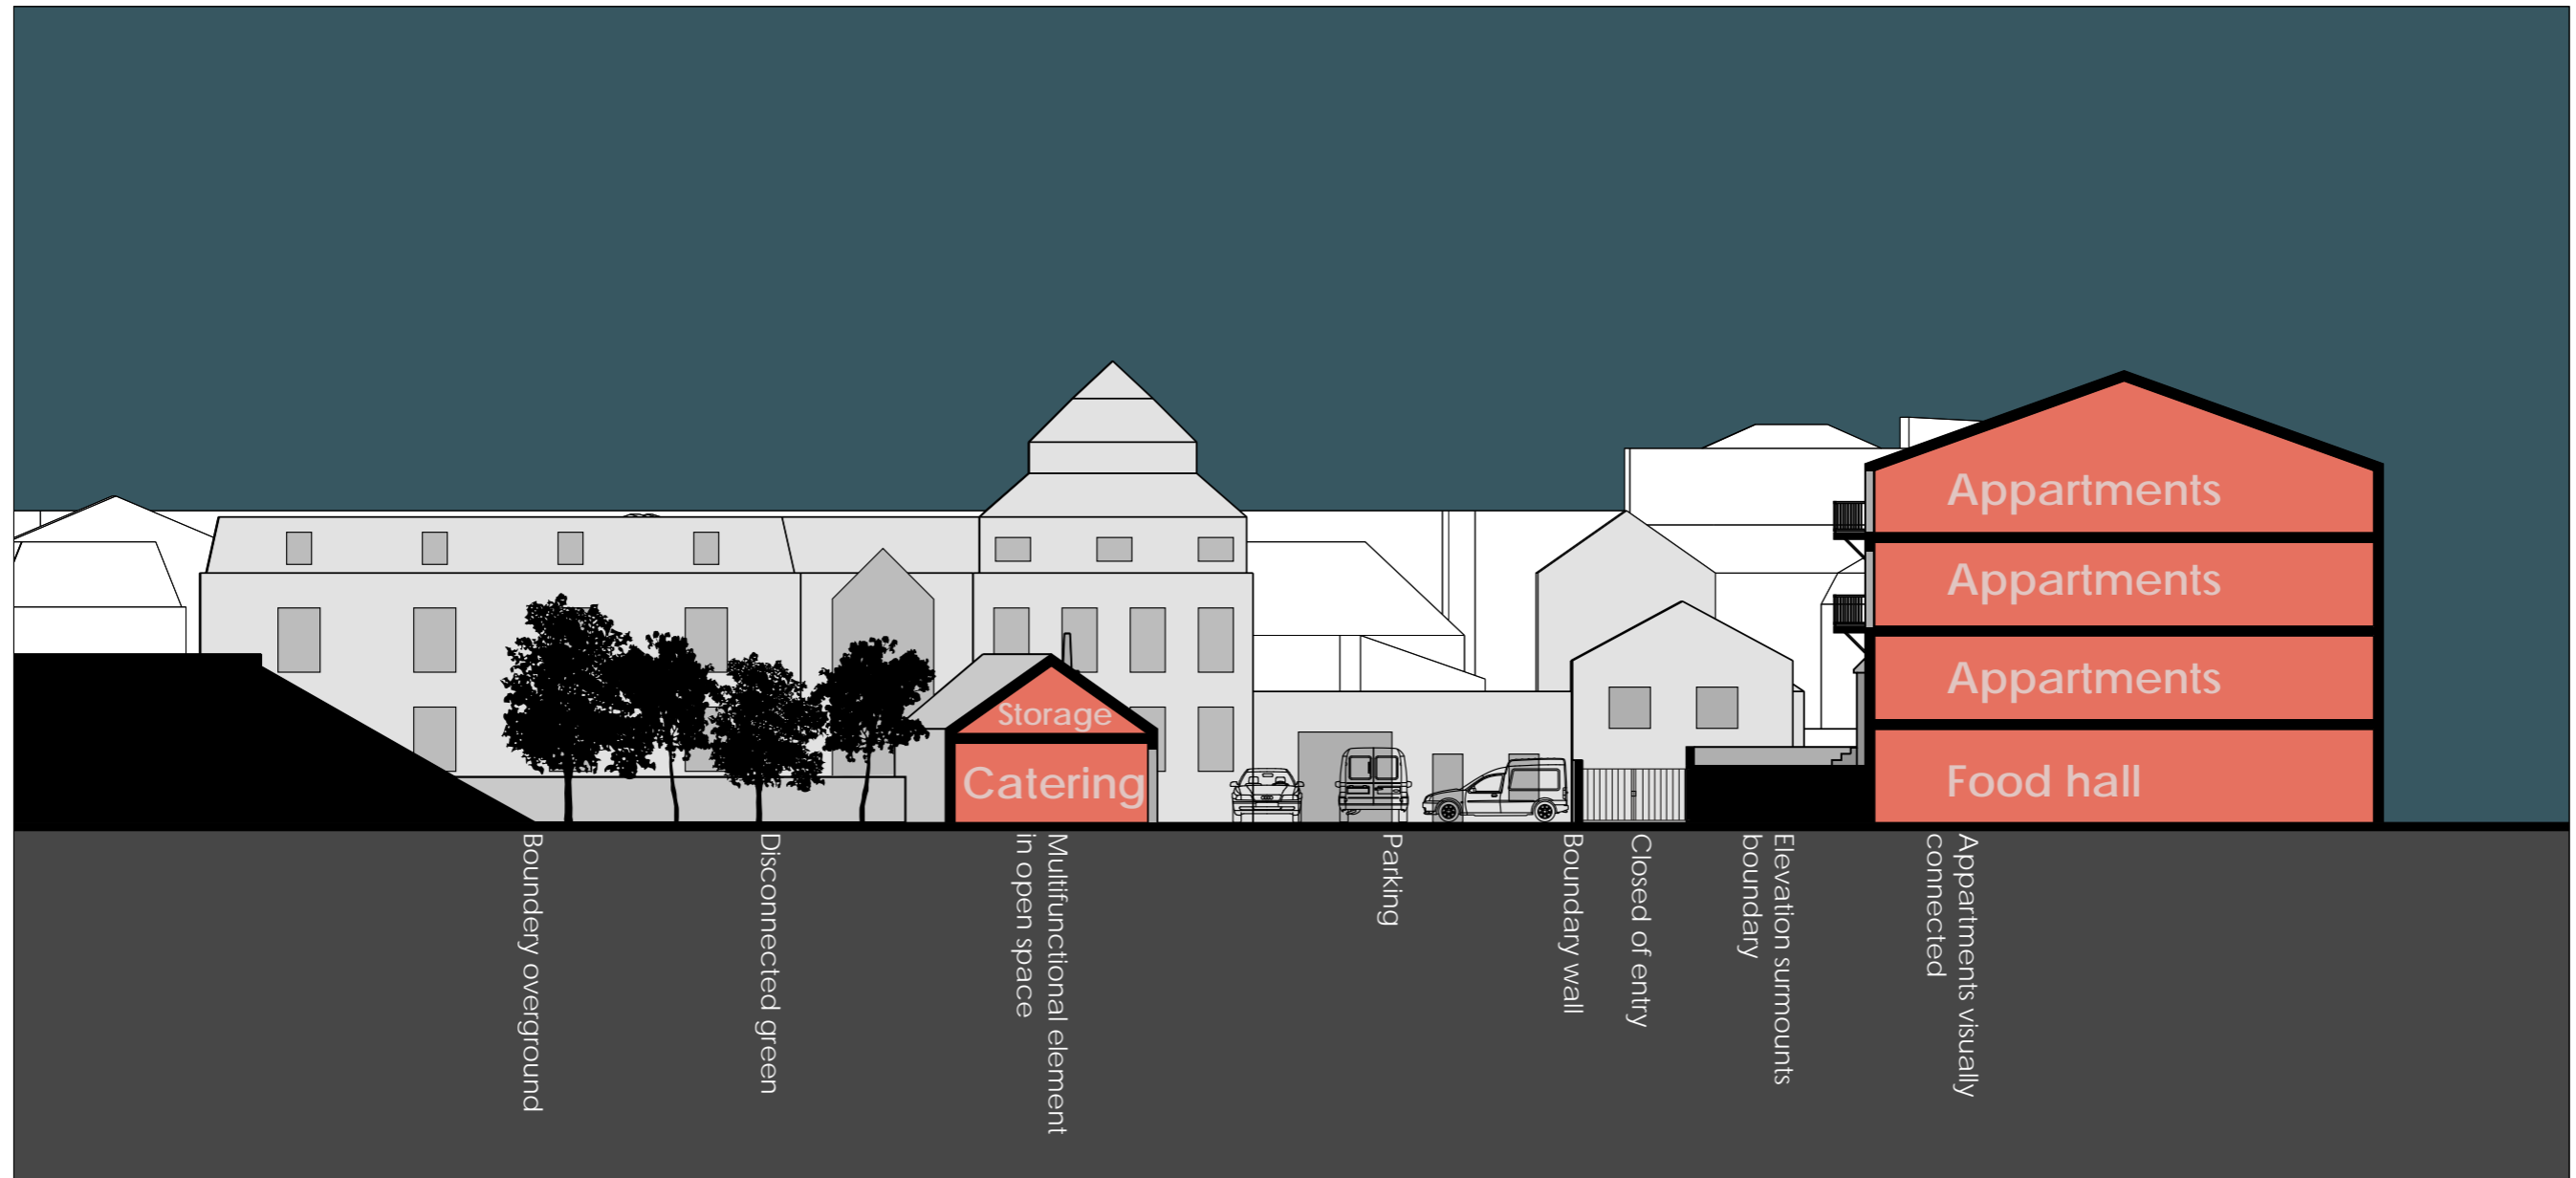 Appartments
Appartments
Appartments
Food hall
Storage
Catering
Boundery overground
Disconnected green
Multifunctional element
in open space
Parking
Boundary wall
Closed of entry
Elevation surmounts
boundary
Appartments visually
connected